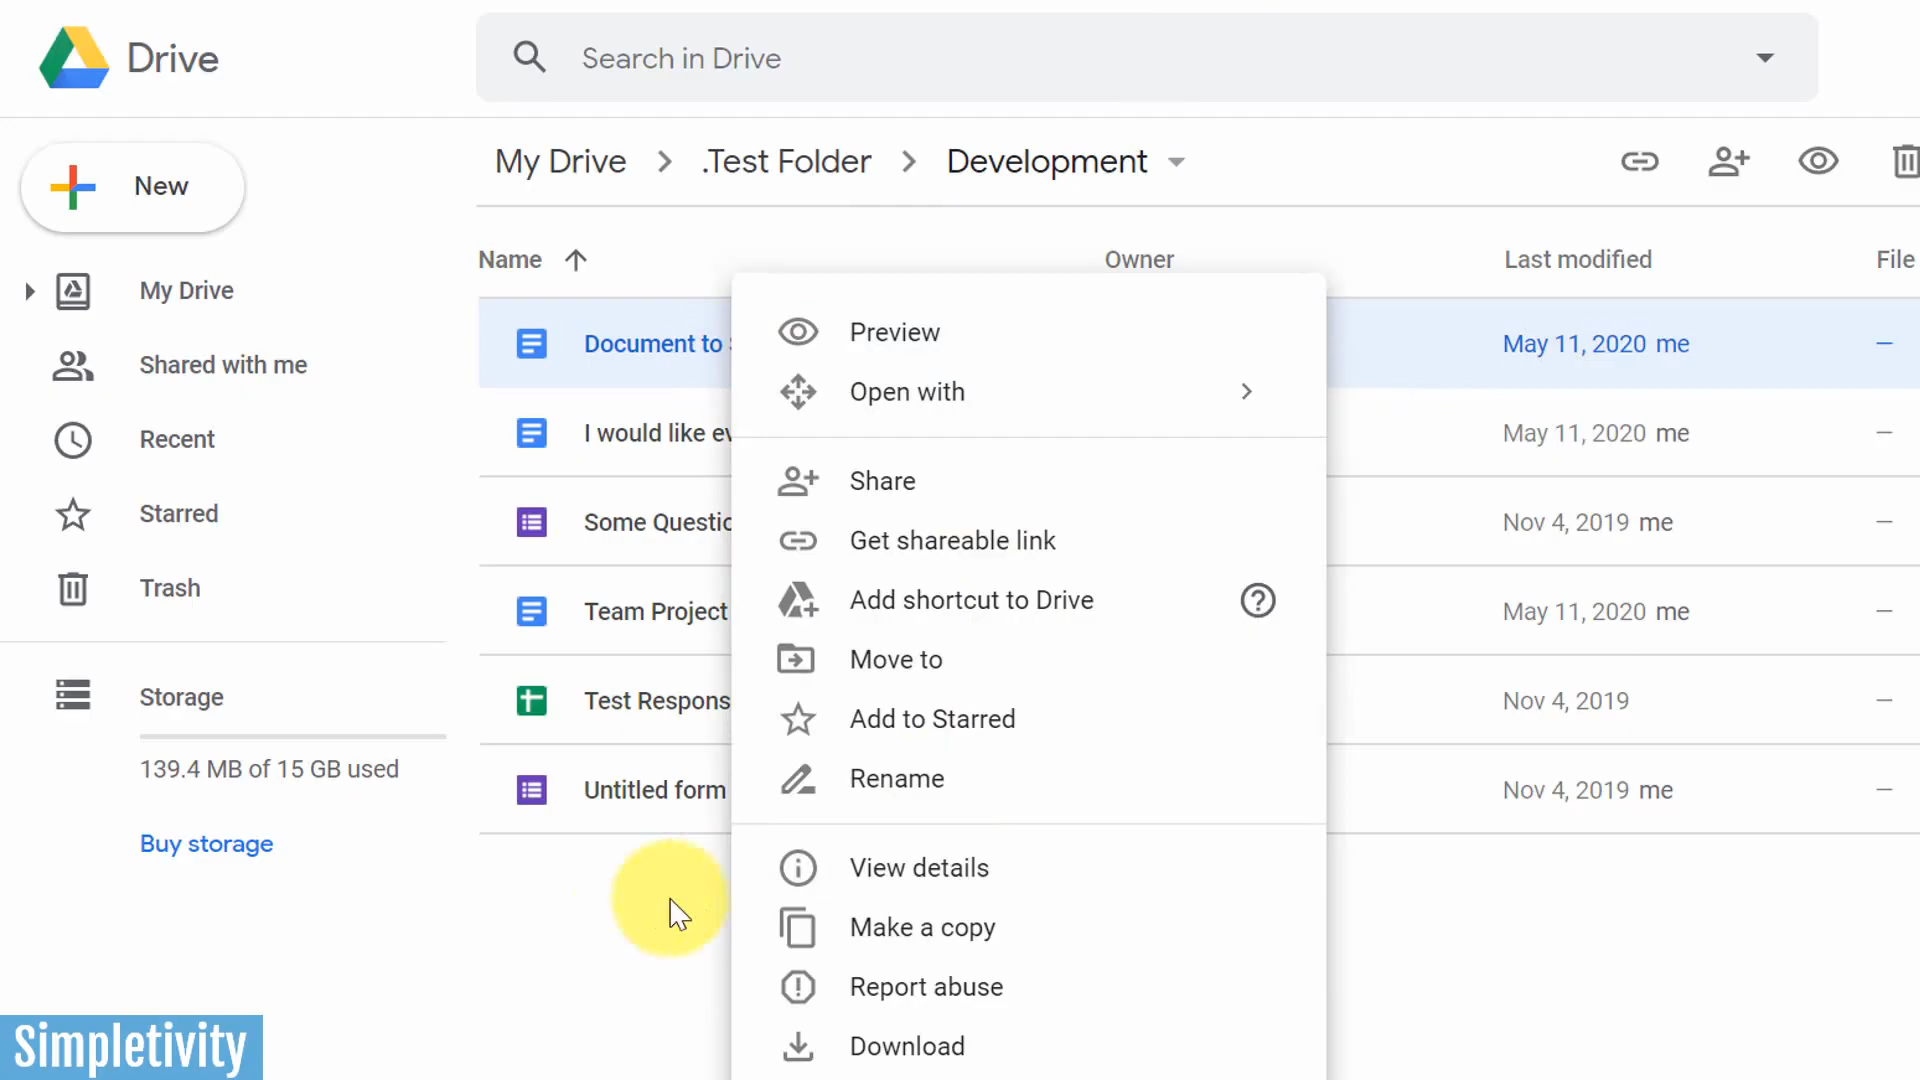 Drive
Search in Drive
My Drive .Test Folder Development
New
Name Owner Last modified File
My Drive
Shared with me
Recent
Starred
Trash
Storage
139.4 MB of 15 GB used
Buy storage
Document to May 11, 2020 me –
I would like May 11, 2020 me –
Some Nov 4, 2019 me –
Team Project May 11, 2020 me –
Test Nov 4, 2019 –
Untitled form Nov 4, 2019 me –
Preview
Open with
Share
Get shareable link
Add shortcut to Drive ?
Move to
Add to Starred
Rename
View details
Make a copy
Report abuse
Download
Simpletivity